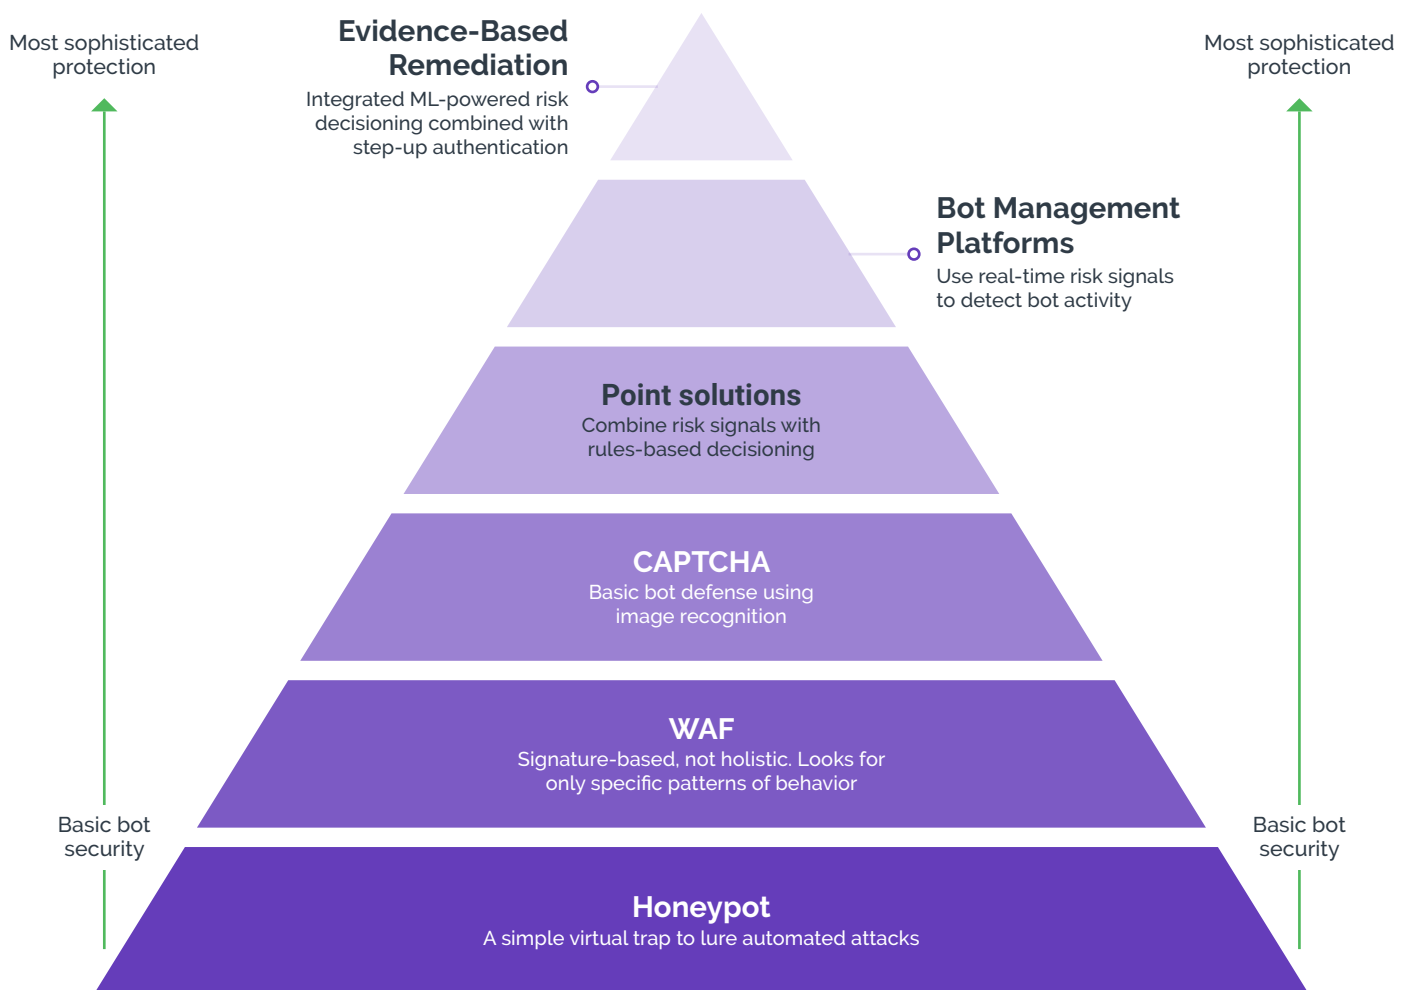 Most sophisticated
protection
Evidence-Based
Remediation
Integrated ML-powered risk
decisioning combined with
step-up authentication
Most sophisticated
protection
Bot Management
Platforms
Use real-time risk signals
to detect bot activity
Point solutions
Combine risk signals with
rules-based decisioning
CAPTCHA
Basic bot defense using
image recognition
WAF
Signature-based, not holistic. Looks for
only specific patterns of behavior
Basic bot
security
Basic bot
security
Honeypot
A simple virtual trap to lure automated attacks